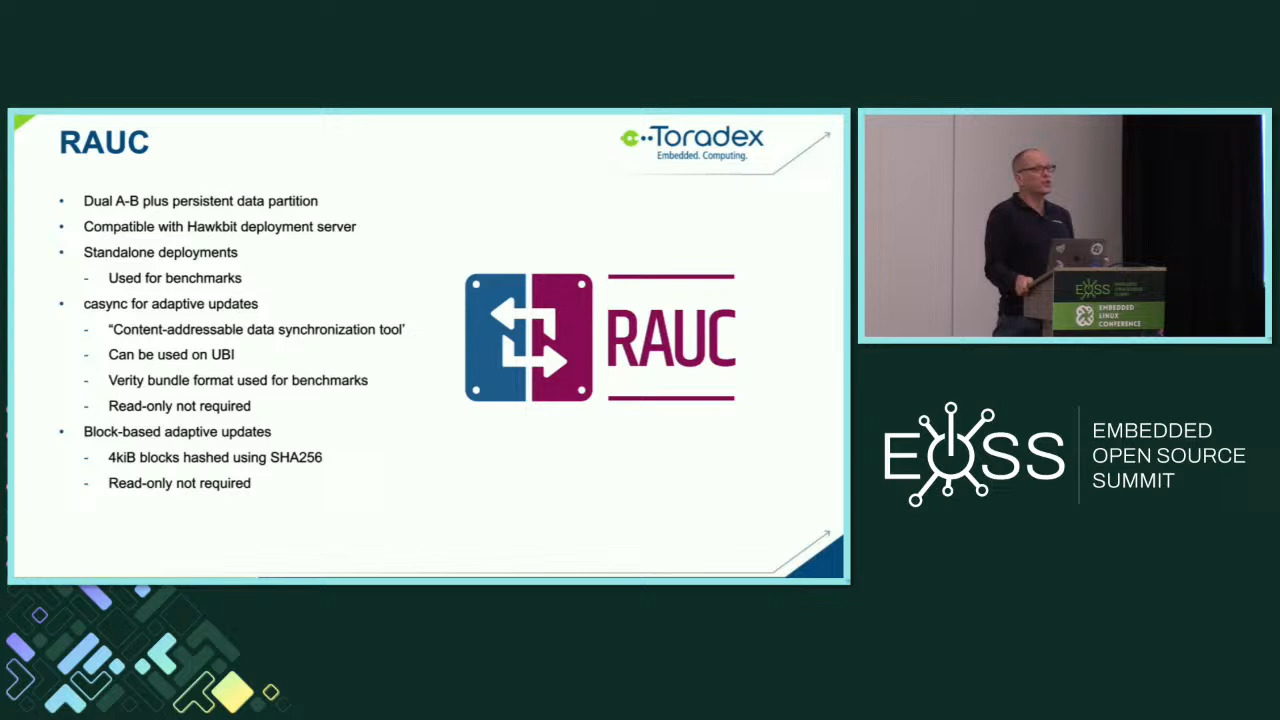 RAUC
Toradex
Embedded. Computing.
• Dual A-B plus persistent data partition
• Compatible with Hawkbit deployment server
• Standalone deployments
- Used for benchmarks
• casync for adaptive updates
- “Content-addressable data synchronization tool’
- Can be used on UBI
- Verity bundle format used for benchmarks
- Read-only not required
• Block-based adaptive updates
- 4kiB blocks hashed using SHA256
- Read-only not required
RAUC
EOSS
EMBEDDED
LINUX
CONFERENCE
EOSS
EMBEDDED
OPEN SOURCE
SUMMIT